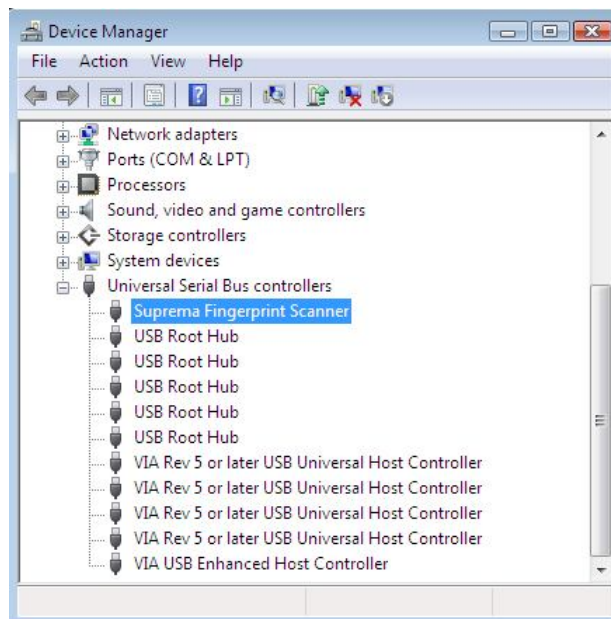 Device Manager
File Action View Help
Network adapters
Ports (COM & LPT)
Processors
Sound, video and game controllers
Storage controllers
System devices
Universal Serial Bus controllers
Suprema Fingerprint Scanner
USB Root Hub
USB Root Hub
USB Root Hub
USB Root Hub
USB Root Hub
VIA Rev 5 or later USB Universal Host Controller
VIA Rev 5 or later USB Universal Host Controller
VIA Rev 5 or later USB Universal Host Controller
VIA Rev 5 or later USB Universal Host Controller
VIA USB Enhanced Host Controller